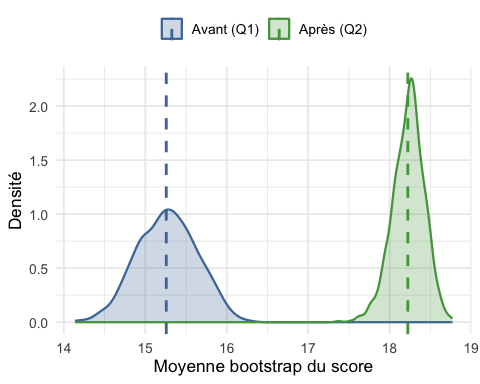 Avant (Q1) Après (Q2)
2.0
1.5
1.0
0.5
0.0
Densité
14 15 16 17 18 19
Moyenne bootstrap du score